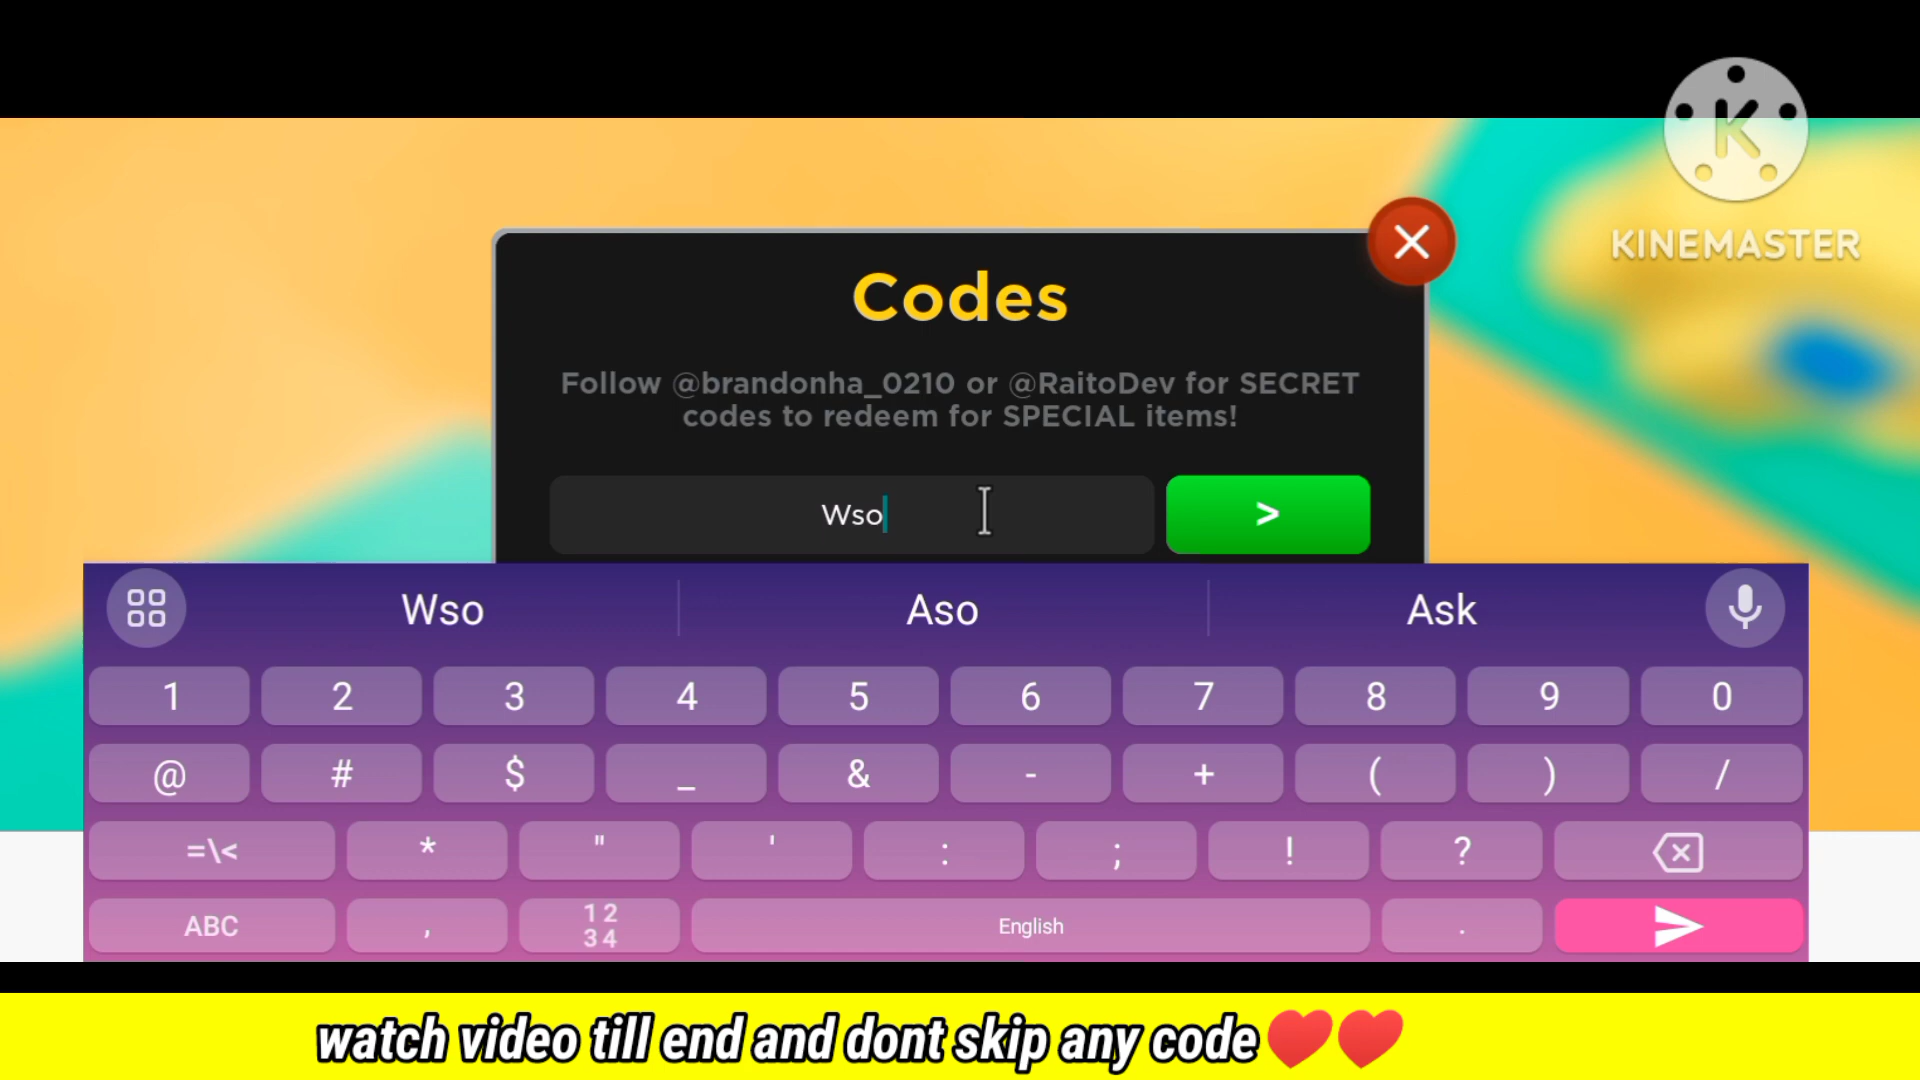 KINEMASTER
Codes
Follow @brandonha_0210 or @RaitoDev for SECRET
codes to redeem for SPECIAL items!
Wso >
Wso Aso Ask
1 2 3 4 5 6 7 8 9 0
@ # $ _ & - + ( ) /
=\< * " ' : ; ! ? 
ABC , 12 English .
34
watch video till end and dont skip any code❤️❤️